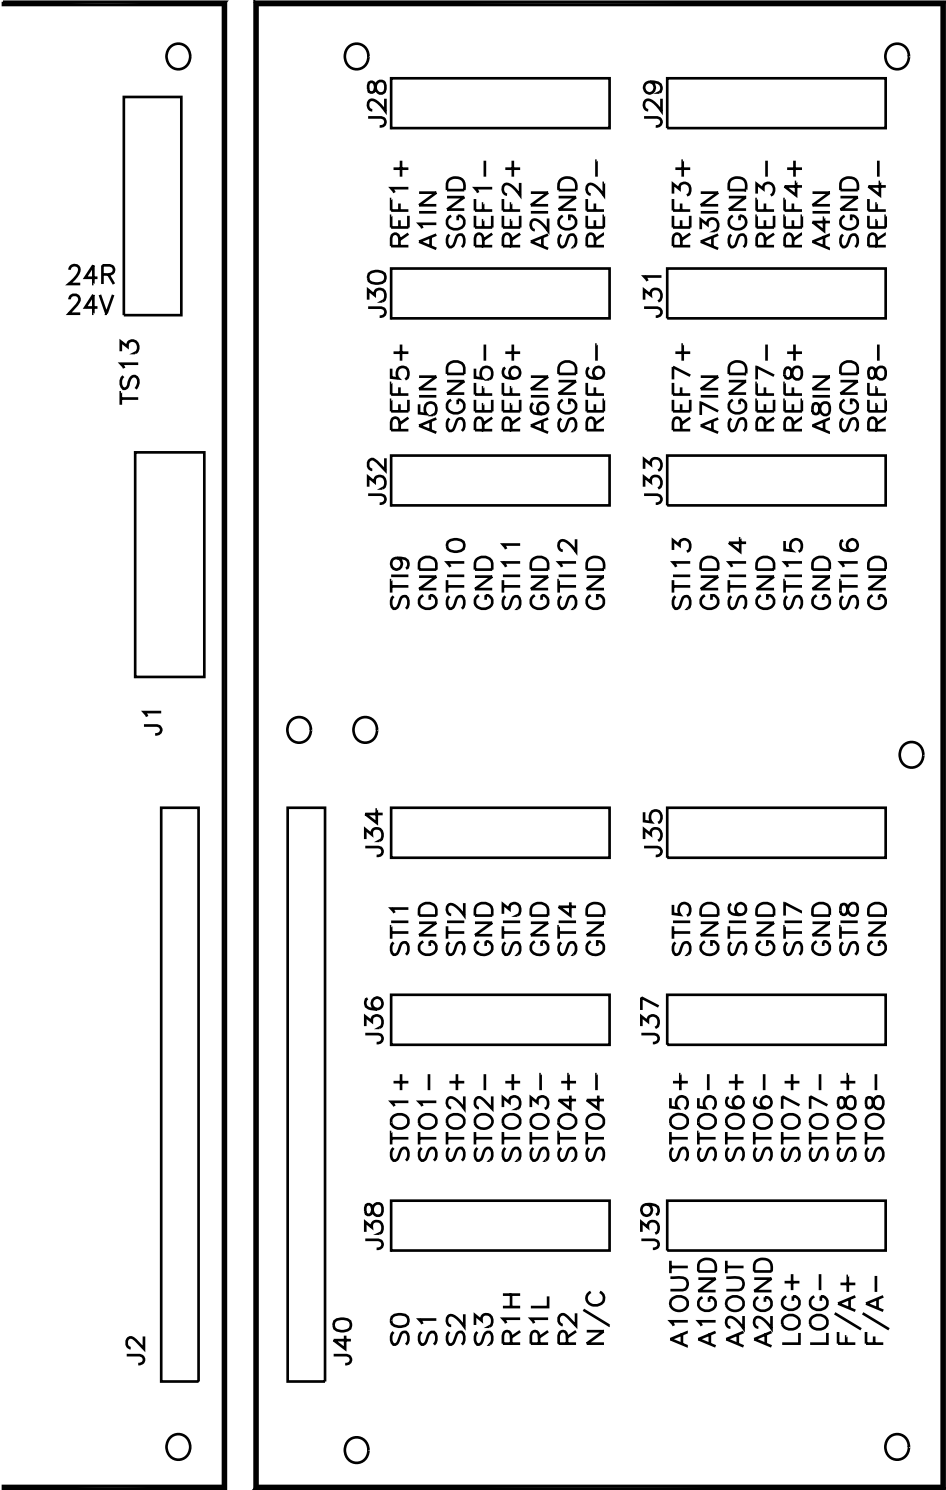 24R
24V
TS13
J1
J2
J28
REF1+
A1IN
SGND
REF1-
REF2+
A2IN
SGND
REF2-
J29
REF3+
A3IN
SGND
REF3-
REF4+
A4IN
SGND
REF4-
J30
REF5+
A5IN
SGND
REF5-
REF6+
A6IN
SGND
REF6-
J31
REF7+
A7IN
SGND
REF7-
REF8+
A8IN
SGND
REF8-
J32
STI9
GND
STI10
GND
STI11
GND
STI12
GND
J33
STI13
GND
STI14
GND
STI15
GND
STI16
GND
J34
STI1
GND
STI2
GND
STI3
GND
STI4
GND
J35
STI5
GND
STI6
GND
STI7
GND
STI8
GND
J36
STO1+
STO1-
STO2+
STO2-
STO3+
STO3-
STO4+
STO4-
J37
STO5+
STO5-
STO6+
STO6-
STO7+
STO7-
STO8+
STO8-
J38
S0
S1
S2
S3
R1H
R1L
R2
N/C
J39
A1OUT
A1GND
A2OUT
A2GND
LOG+
LOG-
F/A+
F/A-
J40